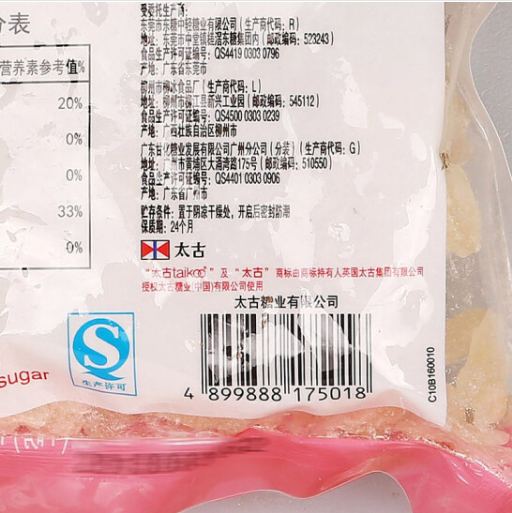 分表
营养素参考值%
20%
0%
0%
33%
0%
受委托生产商:
东莞市东糖中轻糖业有限公司(生产商代码:R)
地址:东莞市中堂镇槎滘东糖集团内(邮政编码:523243)
食品生产许可证编号:QS4419 0303 0796
产地:广东省东莞市
柳州市柳冰食品厂(生产商代码:L)
地址:柳州市柳江县新兴工业园(邮政编码:545112)
食品生产许可证编号:QS4500 0303 0239
产地:广西壮族自治区柳州市
广东甘化糖业发展有限公司广州分公司(分装)(生产商代码:G)
地址:广州市黄埔区大涌湾路175号(邮政编码:510550)
食品生产许可证编号:QS4401 0303 0906
产地:广东省广州市
贮存条件:置于阴凉干燥处,开启后密封防潮
保质期:24个月
太古
“太古taikoo”及“太古”商标由商标持有人英国太古集团有限公司
授权太古糖业(中国)有限公司使用
太古糖业有限公司
4 899888 175018
C10B160010
S
生产许可
sugar